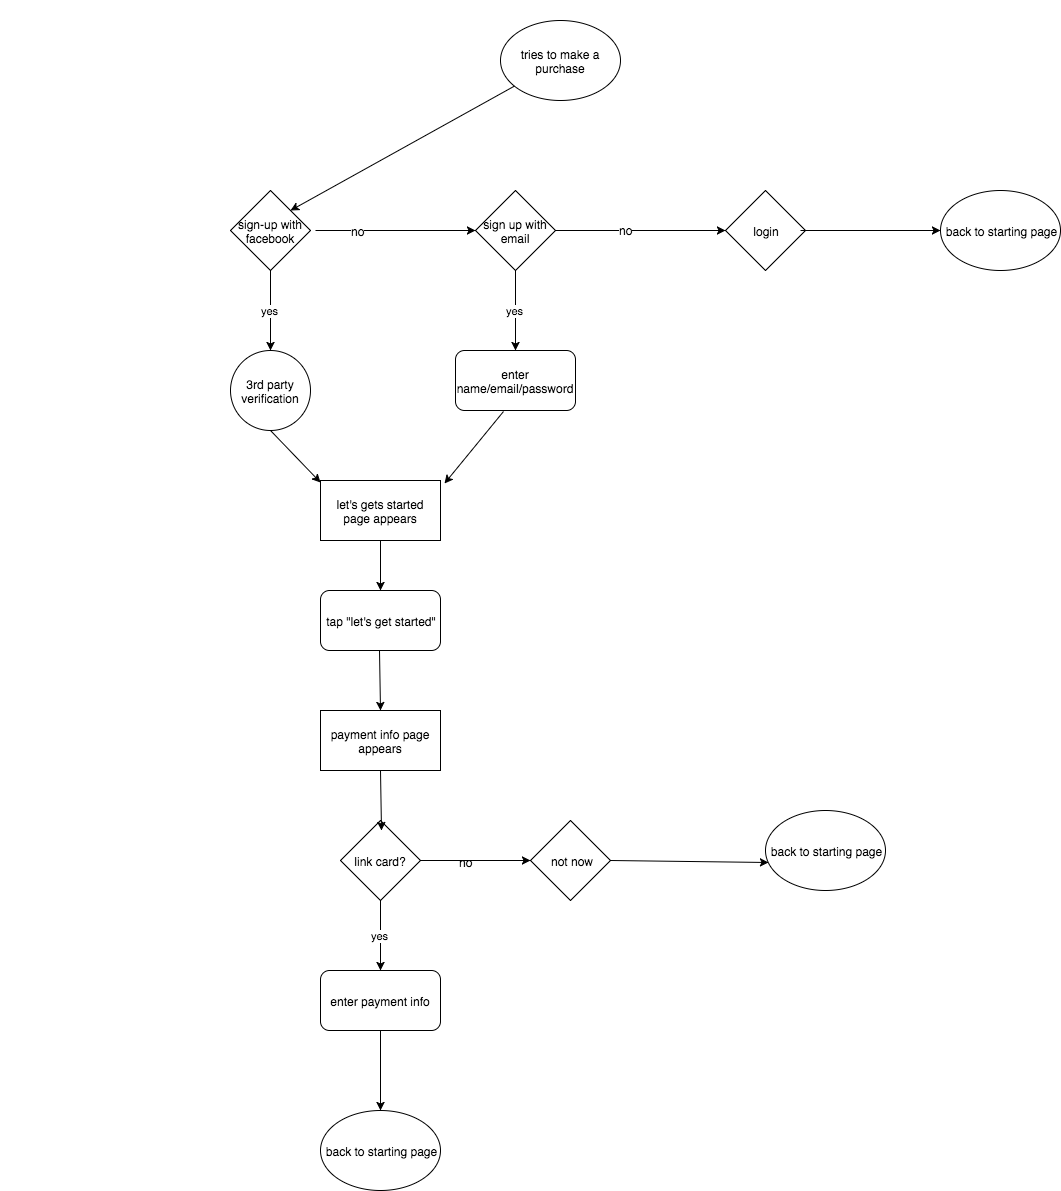 tries to make a
purchase
sign-up with
facebook
no
sign up with
email
no
login
back to starting page
yes
yes
3rd party
verification
enter
name/email/password
let's gets started
page appears
tap "let's get started"
payment info page
appears
link card?
no
not now
back to starting page
yes
enter payment info
back to starting page